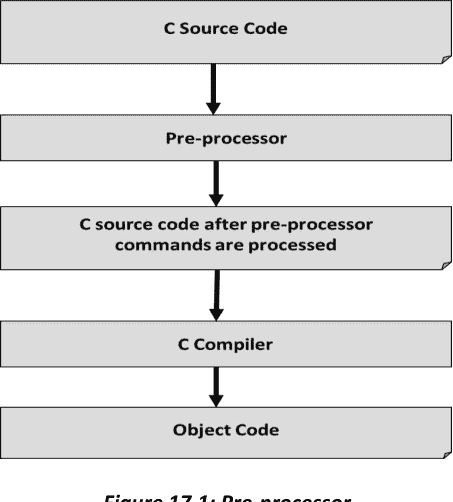 C Source Code
Pre-processor
C source code after pre-processor
commands are processed
C Compiler
Object Code
Figure 17.1: Pre-processor